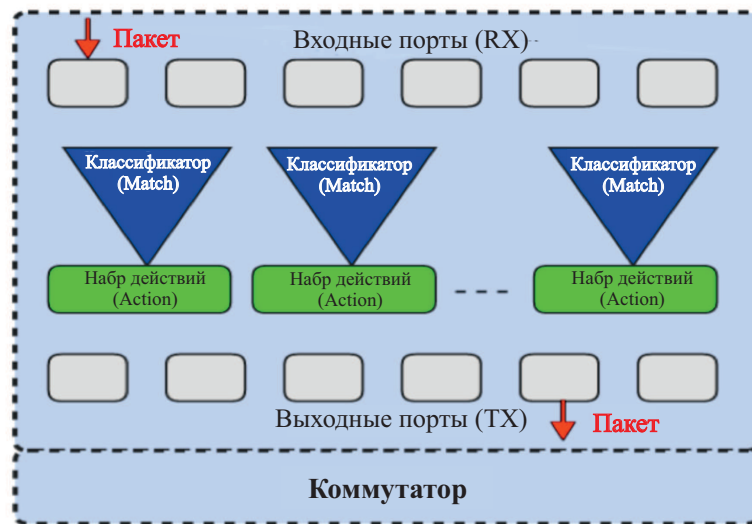 Пакет
Входные порты (RX)
Классификатор
(Match)
Классификатор
(Match)
Классификатор
(Match)
Набр действий
(Action)
Набр действий
(Action)
Набр действий
(Action)
Выходные порты (TX)
Пакет
Коммутатор